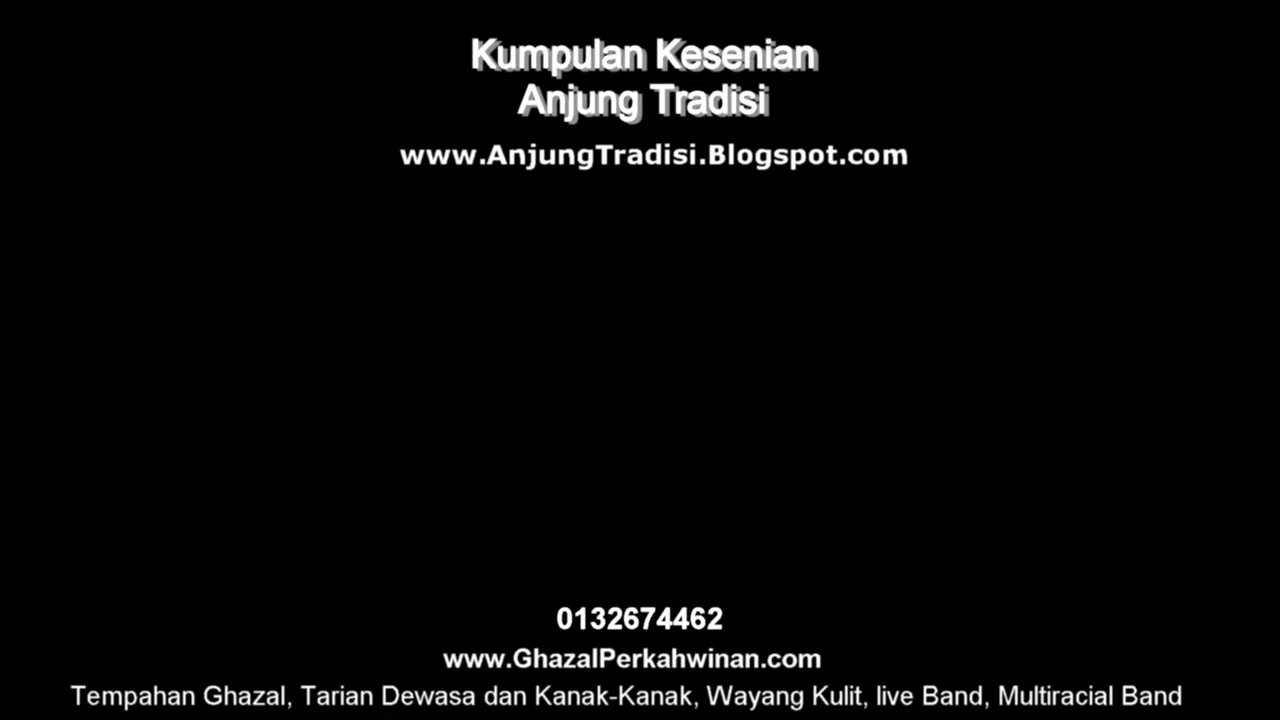 Kumpulan Kesenian
Anjung Tradisi
www.AnjungTradisi.Blogspot.com
0132674462
www.GhazalPerkahwinan.com
Tempahan Ghazal, Tarian Dewasa dan Kanak-Kanak, Wayang Kulit, live Band, Multiracial Band